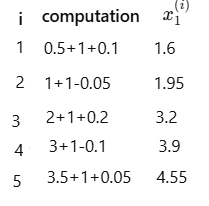 i computation x₁⁽ⁱ⁾
1 0.5+1+0.1 1.6
2 1+1-0.05 1.95
3 2+1+0.2 3.2
4 3+1-0.1 3.9
5 3.5+1+0.05 4.55